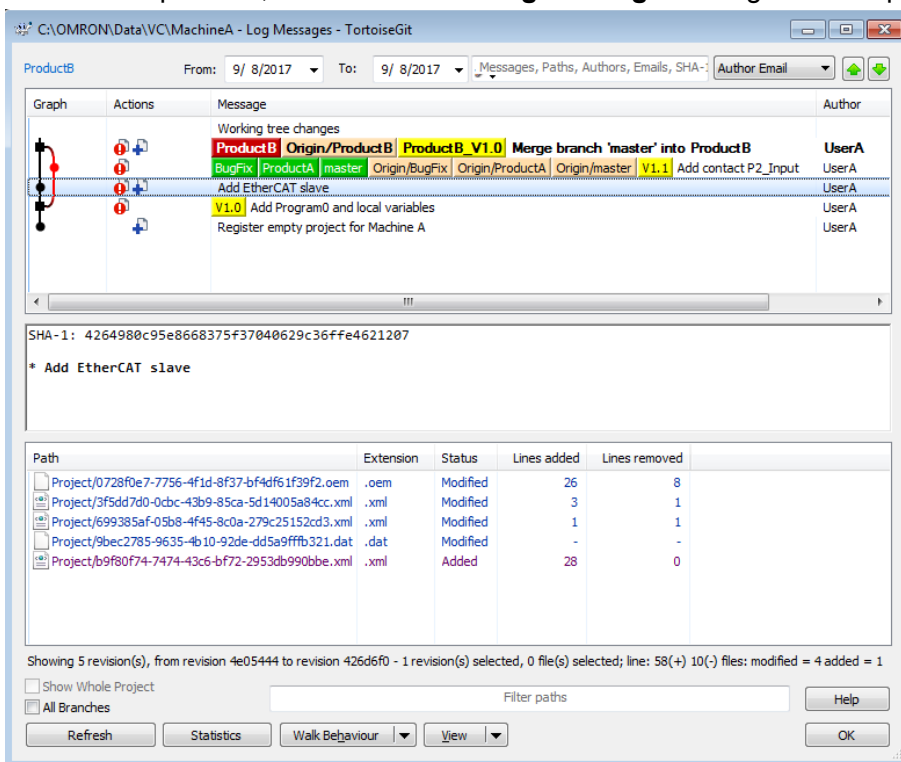 C:\OMRON\Data\VC\MachineA - Log Messages - TortoiseGit
ProductB From: 9/ 8/2017 To: 9/ 8/2017 Messages, Paths, Authors, Emails, SHA-1 Author Email
Graph Actions Message Author
Working tree changes
ProductB Origin/ProductB ProductB_V1.0 Merge branch 'master' into ProductB UserA
BugFix ProductA master Origin/BugFix Origin/ProductA Origin/master V1.1 Add contact P2_Input UserA
Add EtherCAT slave UserA
V1.0 Add Program0 and local variables UserA
Register empty project for Machine A UserA
SHA-1: 4264980c95e8668375f37040629c36ffe4621207
* Add EtherCAT slave
Path Extension Status Lines added Lines removed
Project/0728f0e7-7756-4f1d-8f37-bf4df61f39f2.oem .oem Modified 26 8
Project/3f5dd7d0-0cbc-43b9-85ca-5d14005a84cc.xml .xml Modified 3 1
Project/699385af-05b8-4f45-8c0a-279c25152cd3.xml .xml Modified 1 1
Project/9bec2785-9635-4b10-92de-dd5a9fffb321.dat .dat Modified - -
Project/b9f80f74-7474-43c6-bf72-2953db990bbe.xml .xml Added 28 0
Showing 5 revision(s), from revision 4e05444 to revision 426d6f0 - 1 revision(s) selected, 0 file(s) selected; line: 58(+) 10(-) files: modified = 4 added = 1
Show Whole Project
All Branches
Filter paths
Help
Refresh Statistics Walk Behaviour View OK